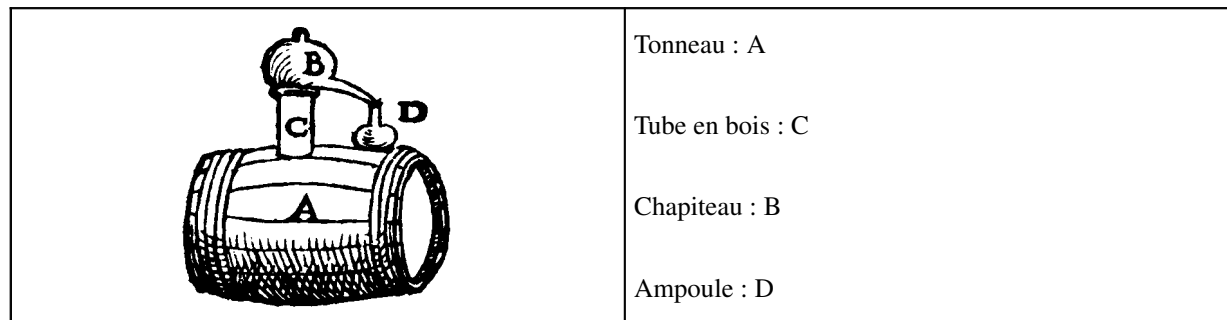 B
D
C
A
Tonneau : A
Tube en bois : C
Chapiteau : B
Ampoule : D